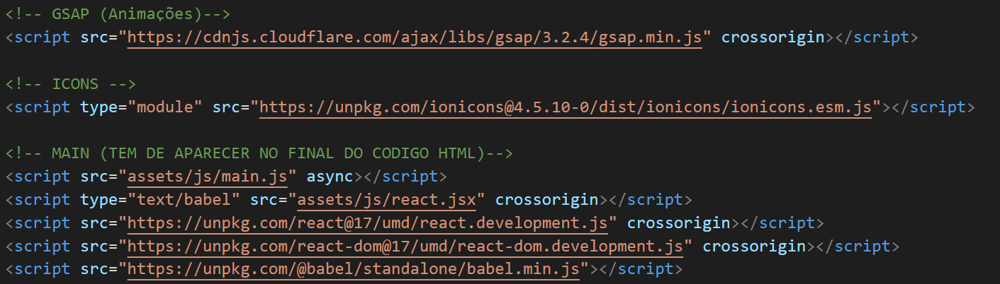 <!-- GSAP (Animações)-->
<script src="https://cdnjs.cloudflare.com/ajax/libs/gsap/3.2.4/gsap.min.js" crossorigin></script>
<!-- ICONS -->
<script type="module" src="https://unpkg.com/ionicons@4.5.10-0/dist/ionicons/ionicons.esm.js"></script>
<!-- MAIN (TEM DE APARECER NO FINAL DO CODIGO HTML)-->
<script src="assets/js/main.js" async></script>
<script type="text/babel" src="assets/js/react.jsx" crossorigin></script>
<script src="https://unpkg.com/react@17/umd/react.development.js" crossorigin></script>
<script src="https://unpkg.com/react-dom@17/umd/react-dom.development.js" crossorigin></script>
<script src="https://unpkg.com/@babel/standalone/babel.min.js"></script>